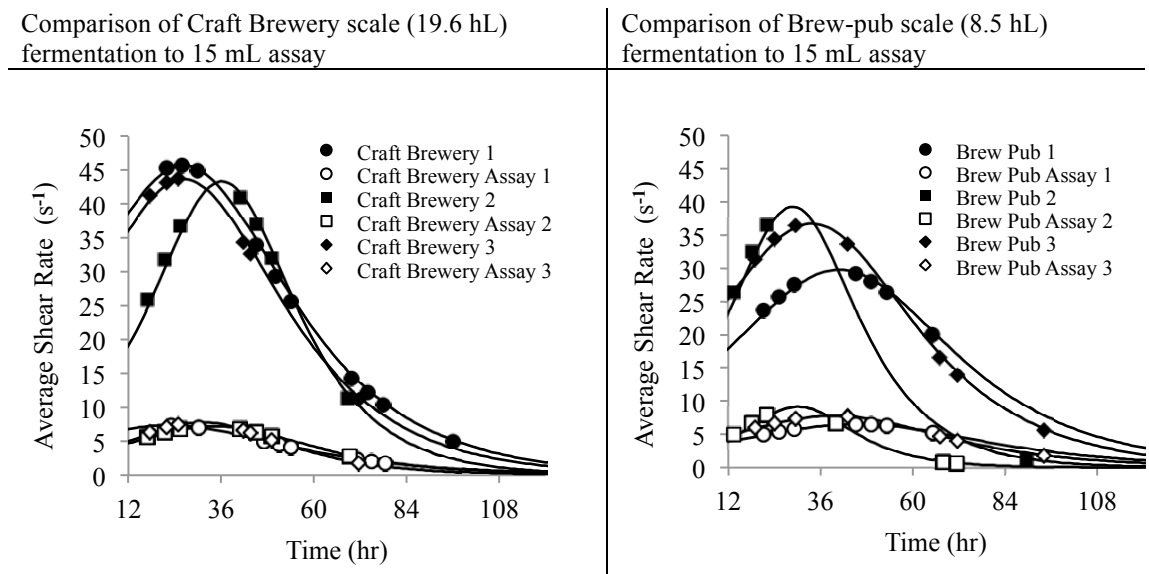 Comparison of Craft Brewery scale (19.6 hL)
fermentation to 15 mL assay
Average Shear Rate (s⁻¹)
50
45
40
35
30
25
20
15
10
5
0
12
36
60
84
108
Time (hr)
Craft Brewery 1
Craft Brewery Assay 1
Craft Brewery 2
Craft Brewery Assay 2
Craft Brewery 3
Craft Brewery Assay 3
Comparison of Brew-pub scale (8.5 hL)
fermentation to 15 mL assay
Average Shear Rate (s⁻¹)
50
45
40
35
30
25
20
15
10
5
0
12
36
60
84
108
Time (hr)
Brew Pub 1
Brew Pub Assay 1
Brew Pub 2
Brew Pub Assay 2
Brew Pub 3
Brew Pub Assay 3